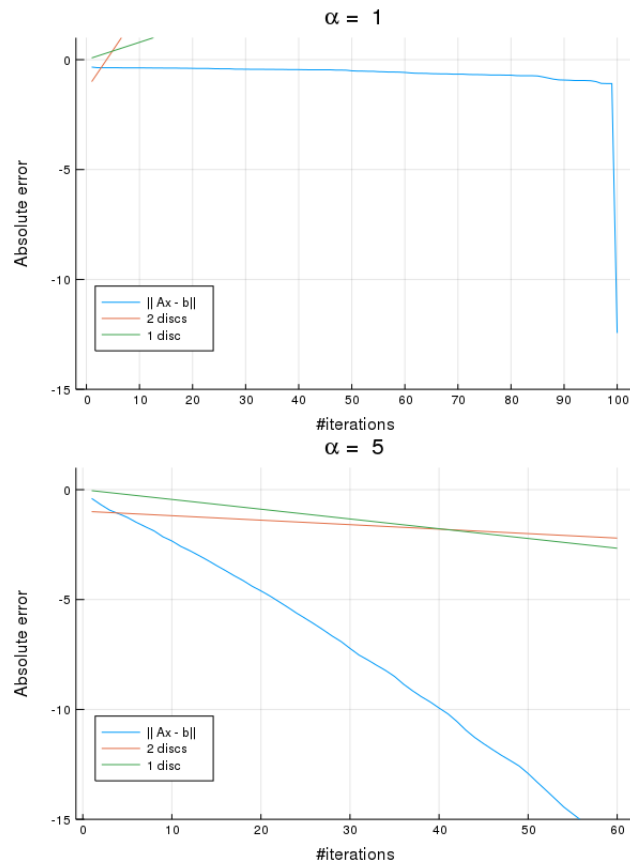 α = 1
0
-5
-10
-15
Absolute error
|| Ax - b||
2 discs
1 disc
0 10 20 30 40 50 60 70 80 90 100
#iterations
α = 5
0
-5
-10
-15
Absolute error
|| Ax - b||
2 discs
1 disc
0 10 20 30 40 50 60
#iterations